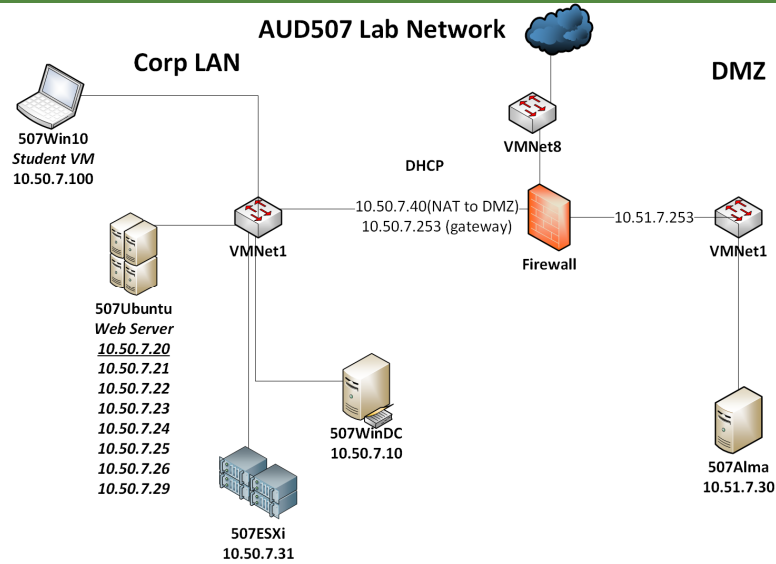 AUD507 Lab Network
Corp LAN
DMZ
507Win10
Student VM
10.50.7.100
VMNet8
DHCP
10.50.7.40(NAT to DMZ)
10.50.7.253 (gateway)
10.51.7.253
VMNet1
Firewall
VMNet1
507Ubuntu
Web Server
10.50.7.20
10.50.7.21
10.50.7.22
10.50.7.23
10.50.7.24
10.50.7.25
10.50.7.26
10.50.7.29
507WinDC
10.50.7.10
507Alma
10.51.7.30
507ESXi
10.50.7.31